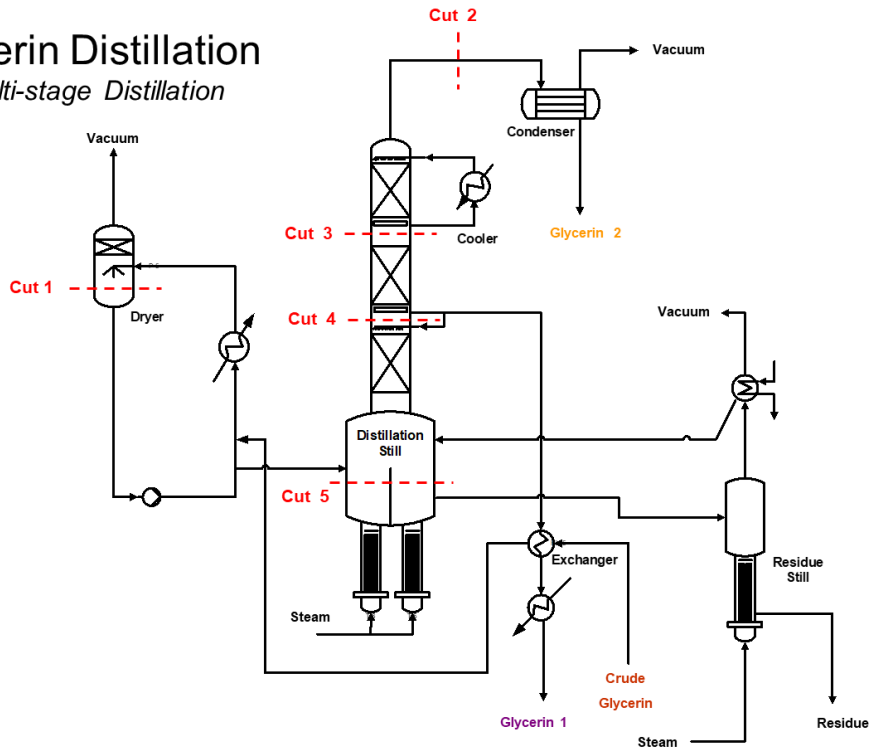 erin Distillation
lti-stage Distillation
Cut 2
Vacuum
Condenser
Vacuum
Glycerin 2
Cut 3
Cooler
Cut 1
Dryer
Cut 4
Vacuum
Distillation
Still
Cut 5
Exchanger
Residue
Still
Steam
Crude
Glycerin
Glycerin 1
Residue
Steam